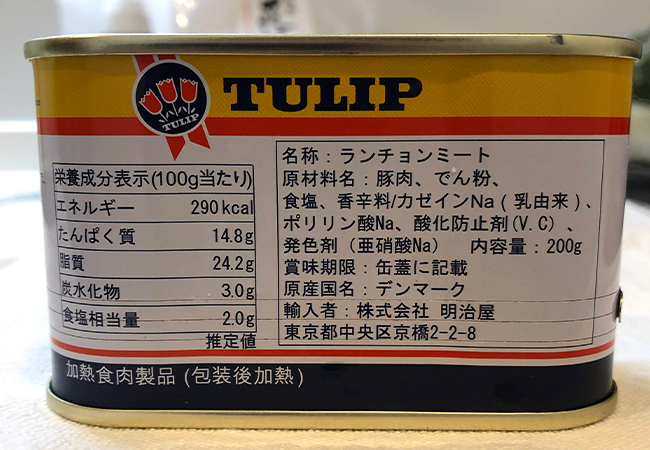 TULIP
TULIP
栄養成分表示(100g当たり)
エネルギー 290kcal
たんぱく質 14.8g
脂質 24.2g
炭水化物 3.0g
食塩相当量 2.0g
推定値
名称：ランチョンミート
原材料名：豚肉、でん粉、
食塩、香辛料/カゼインNa(乳由来)、
ポリリン酸Na、酸化防止剤(V.C)、
発色剤（亜硝酸Na） 内容量：200g
賞味期限：缶蓋に記載
原産国名：デンマーク
輸入者：株式会社 明治屋
東京都中央区京橋2-2-8
加熱食肉製品(包装後加熱)